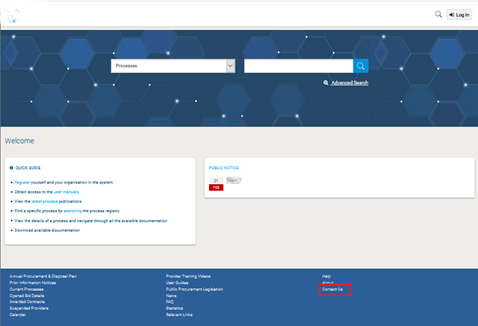 Log In
Processes
Advanced Search
Welcome
QUICK GUIDE
Register yourself and your organisation in the system
Obtain access to the user manuals.
View the latest process publications
Find a specific process by searching the process registry
View the details of a process and navigate through all the available documentation
Download available documentation
PUBLIC NOTICE
21
FEB
Annual Procurement & Disposal Plan
Prior Information Notices
Current Processes
Opened Bid Details
Awarded Contracts
Suspended Providers
Calendar
Provider Training Videos
User Guides
Public Procurement Legislation
News
FAQ
Statistics
Relevant Links
Help
About
Contact Us